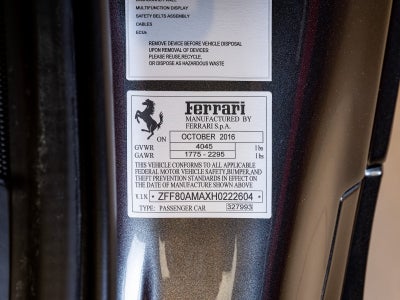 MULTIFUNCTION DISPLAY
SAFETY BELTS ASSEMBLY
CABLES
ECUs
REMOVE DEVICE BEFORE VEHICLE DISPOSAL
UPON REMOVAL OF DEVICES:
PLEASE REUSE,RECYCLE,
OR DISPOSE AS HAZARDOUS WASTE
Ferrari
MANUFACTURED BY
FERRARI S.p.A.
ON OCTOBER 2016
GVWR 4045 lbs
GAWR 1775 - 2295 lbs
THIS VEHICLE CONFORMS TO ALL APPLICABLE
FEDERAL MOTOR VEHICLE SAFETY,BUMPER,AND
THEFT PREVENTION STANDARDS IN EFFECT ON
THE DATE OF MANUFACTURE SHOWN ABOVE
V.I.N. * ZFF80AMAXH0222604 *
TYPE: PASSENGER CAR 327993